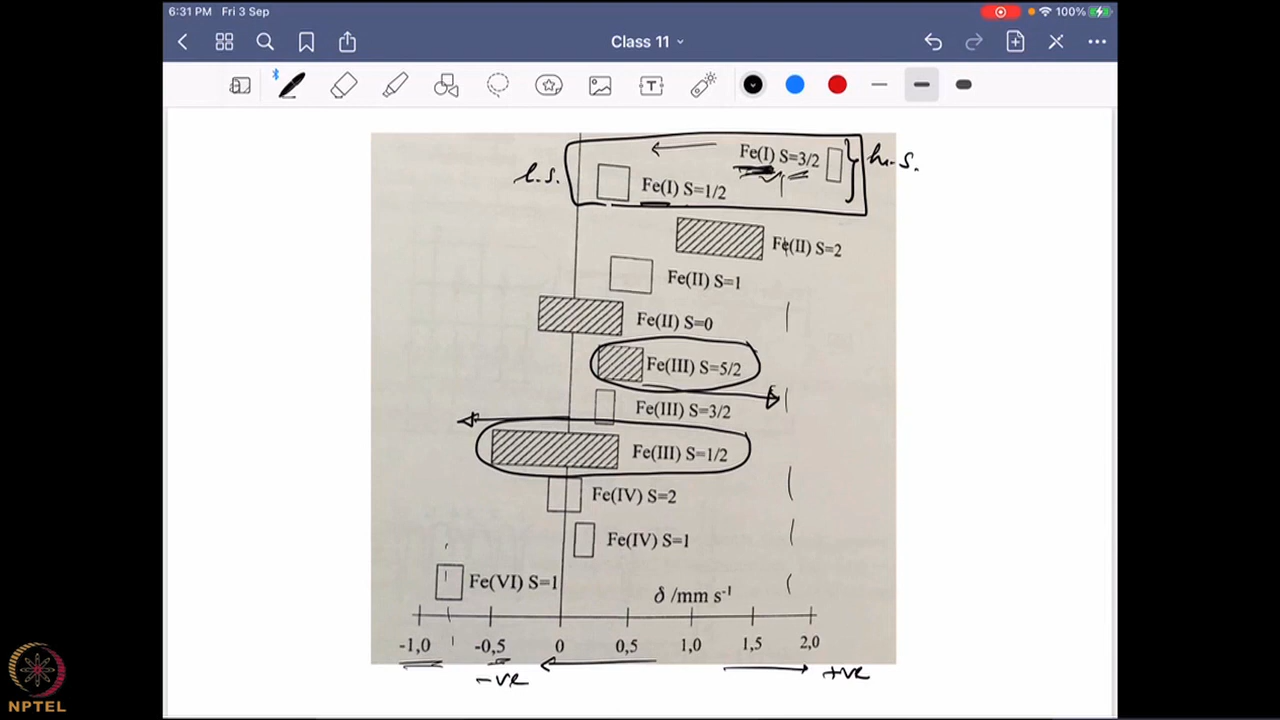 6:31 PM Fri 3 Sep
100%
Class 11
T
Fe(I) S=3/2
h.s.
l.s.
Fe(I) S=1/2
Fe(II) S=2
Fe(II) S=1
Fe(II) S=0
Fe(III) S=5/2
Fe(III) S=3/2
Fe(III) S=1/2
Fe(IV) S=2
Fe(IV) S=1
Fe(VI) S=1
δ /mm s⁻¹
-1,0 -0,5 0 0,5 1,0 1,5 2,0
-ve +ve
NPTEL